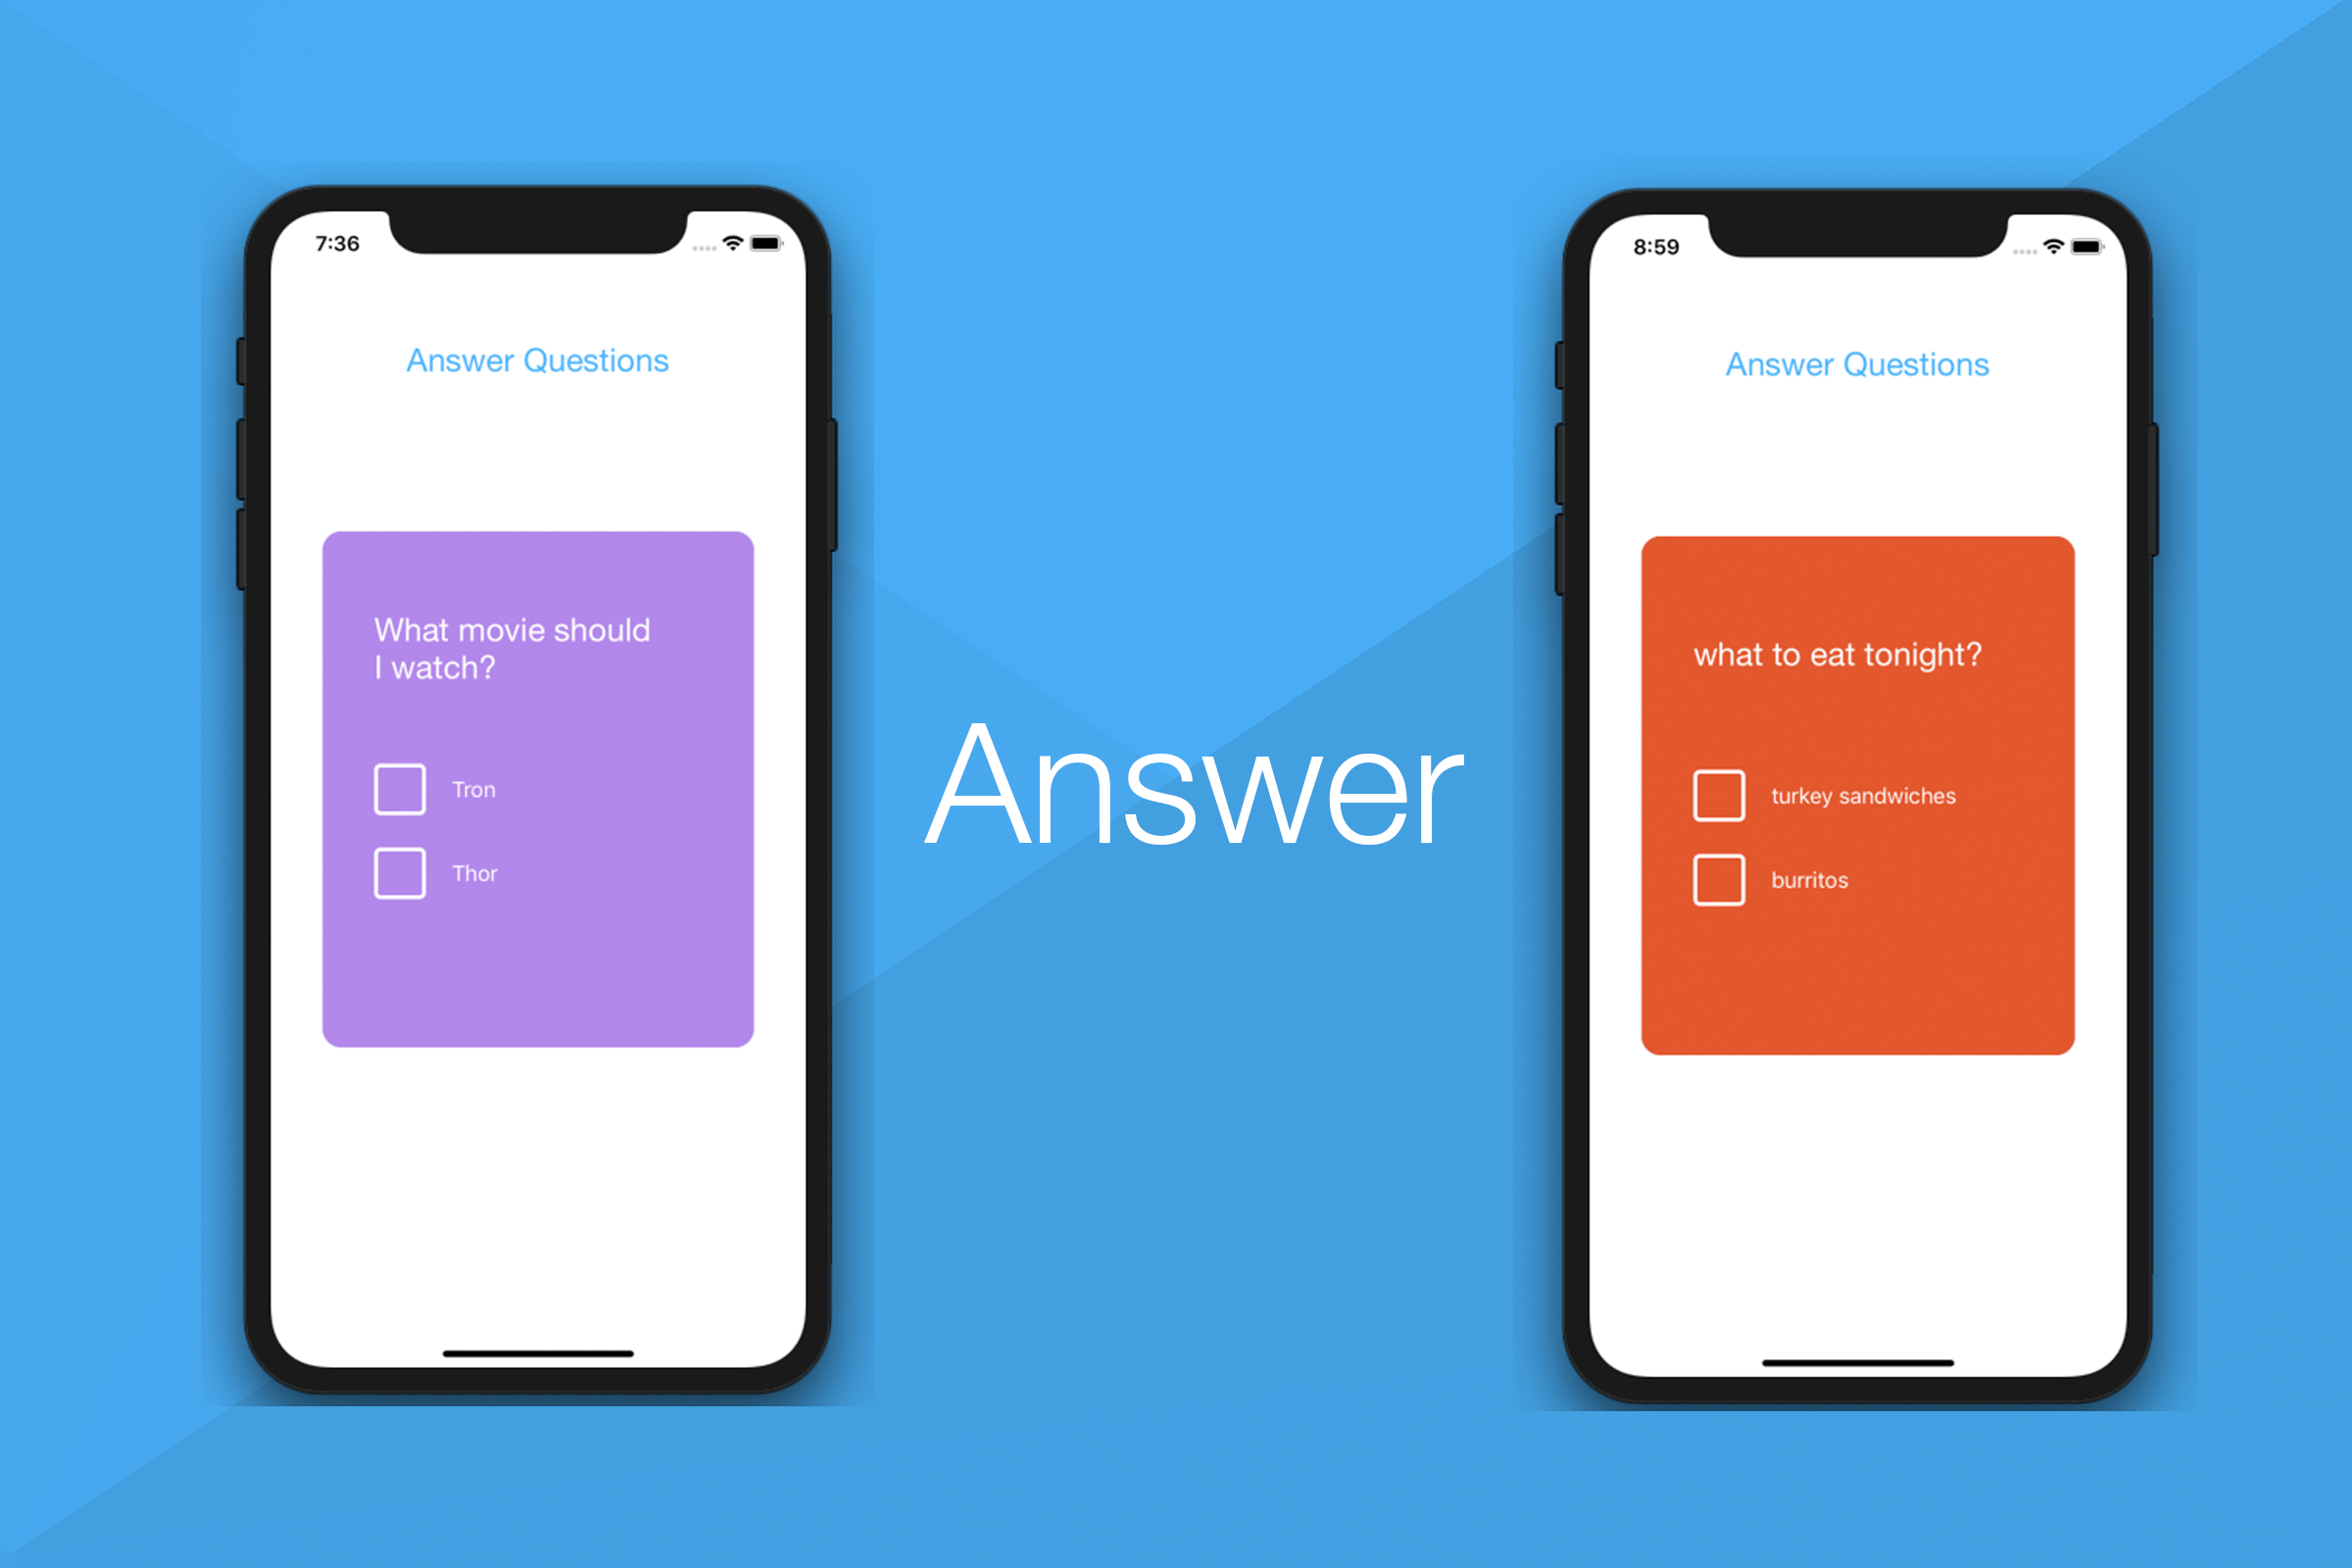 7:36
Answer Questions
What movie should
I watch?
Tron
Thor
Answer
8:59
Answer Questions
what to eat tonight?
turkey sandwiches
burritos